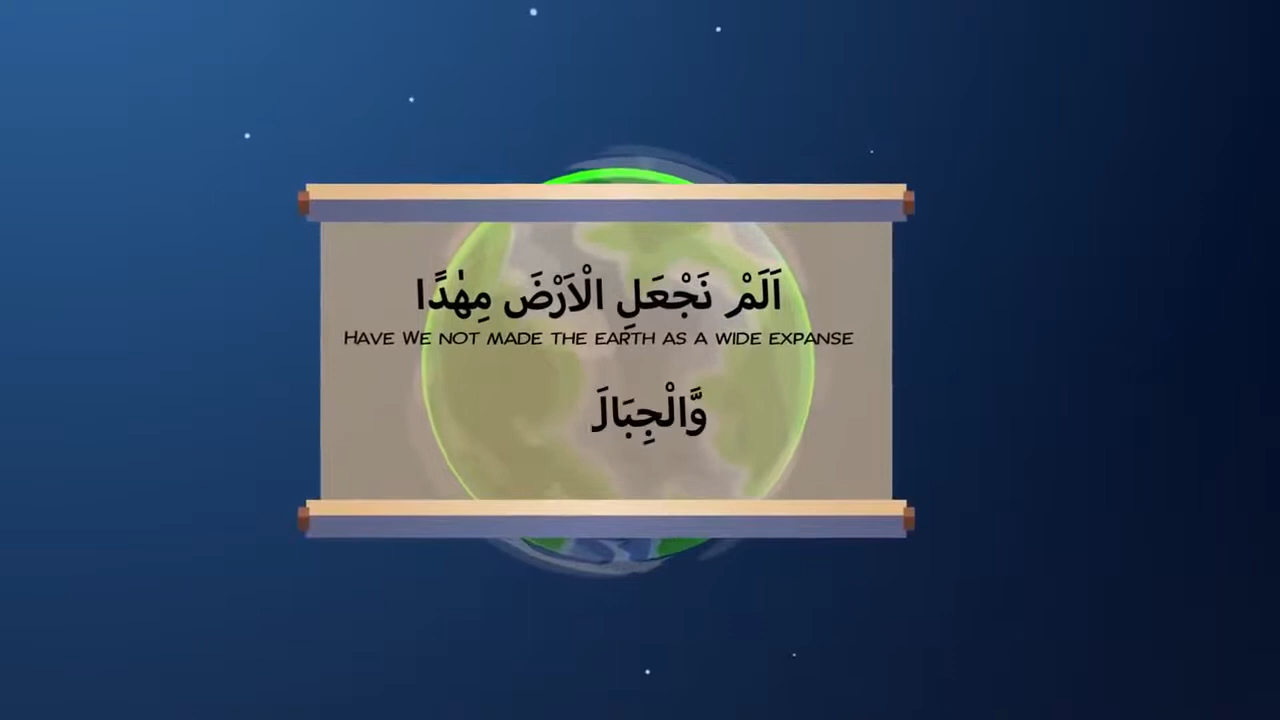 اَلَمْ نَجْعَلِ الْاَرْضَ مِهٰدًا
HAVE WE NOT MADE THE EARTH AS A WIDE EXPANSE
وَّالْجِبَالَ